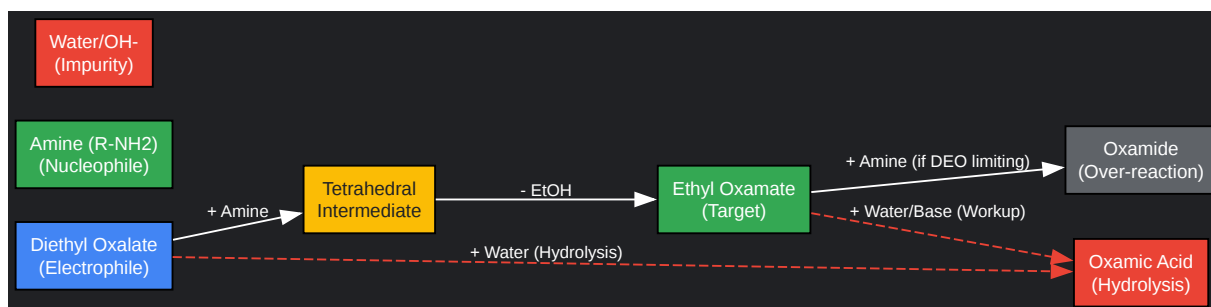 Water/OH-
(Impurity)
Amine (R-NH2)
(Nucleophile)
Diethyl Oxalate
(Electrophile)
+ Amine
Tetrahedral
Intermediate
- EtOH
Ethyl Oxamate
(Target)
+ Amine (if DEO limiting)
Oxamide
(Over-reaction)
+ Water/Base (Workup)
+ Water (Hydrolysis)
Oxamic Acid
(Hydrolysis)